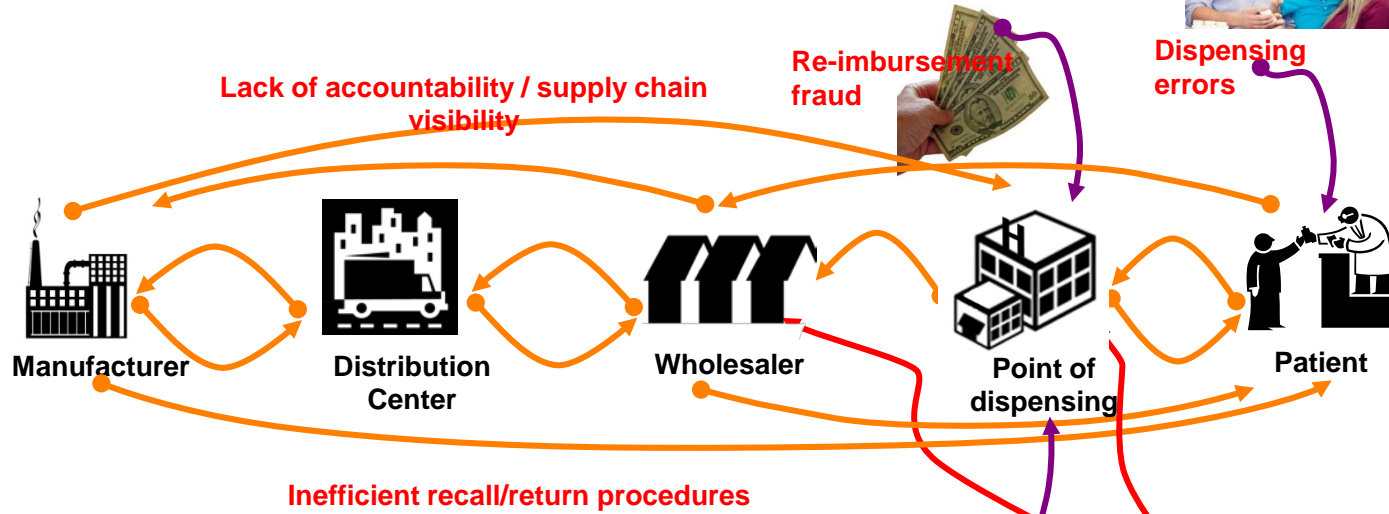 Re-imbursement
fraud
Dispensing
errors
Lack of accountability / supply chain
visibility
Manufacturer
Distribution
Center
Wholesaler
Point of
dispensing
Patient
Inefficient recall/return procedures